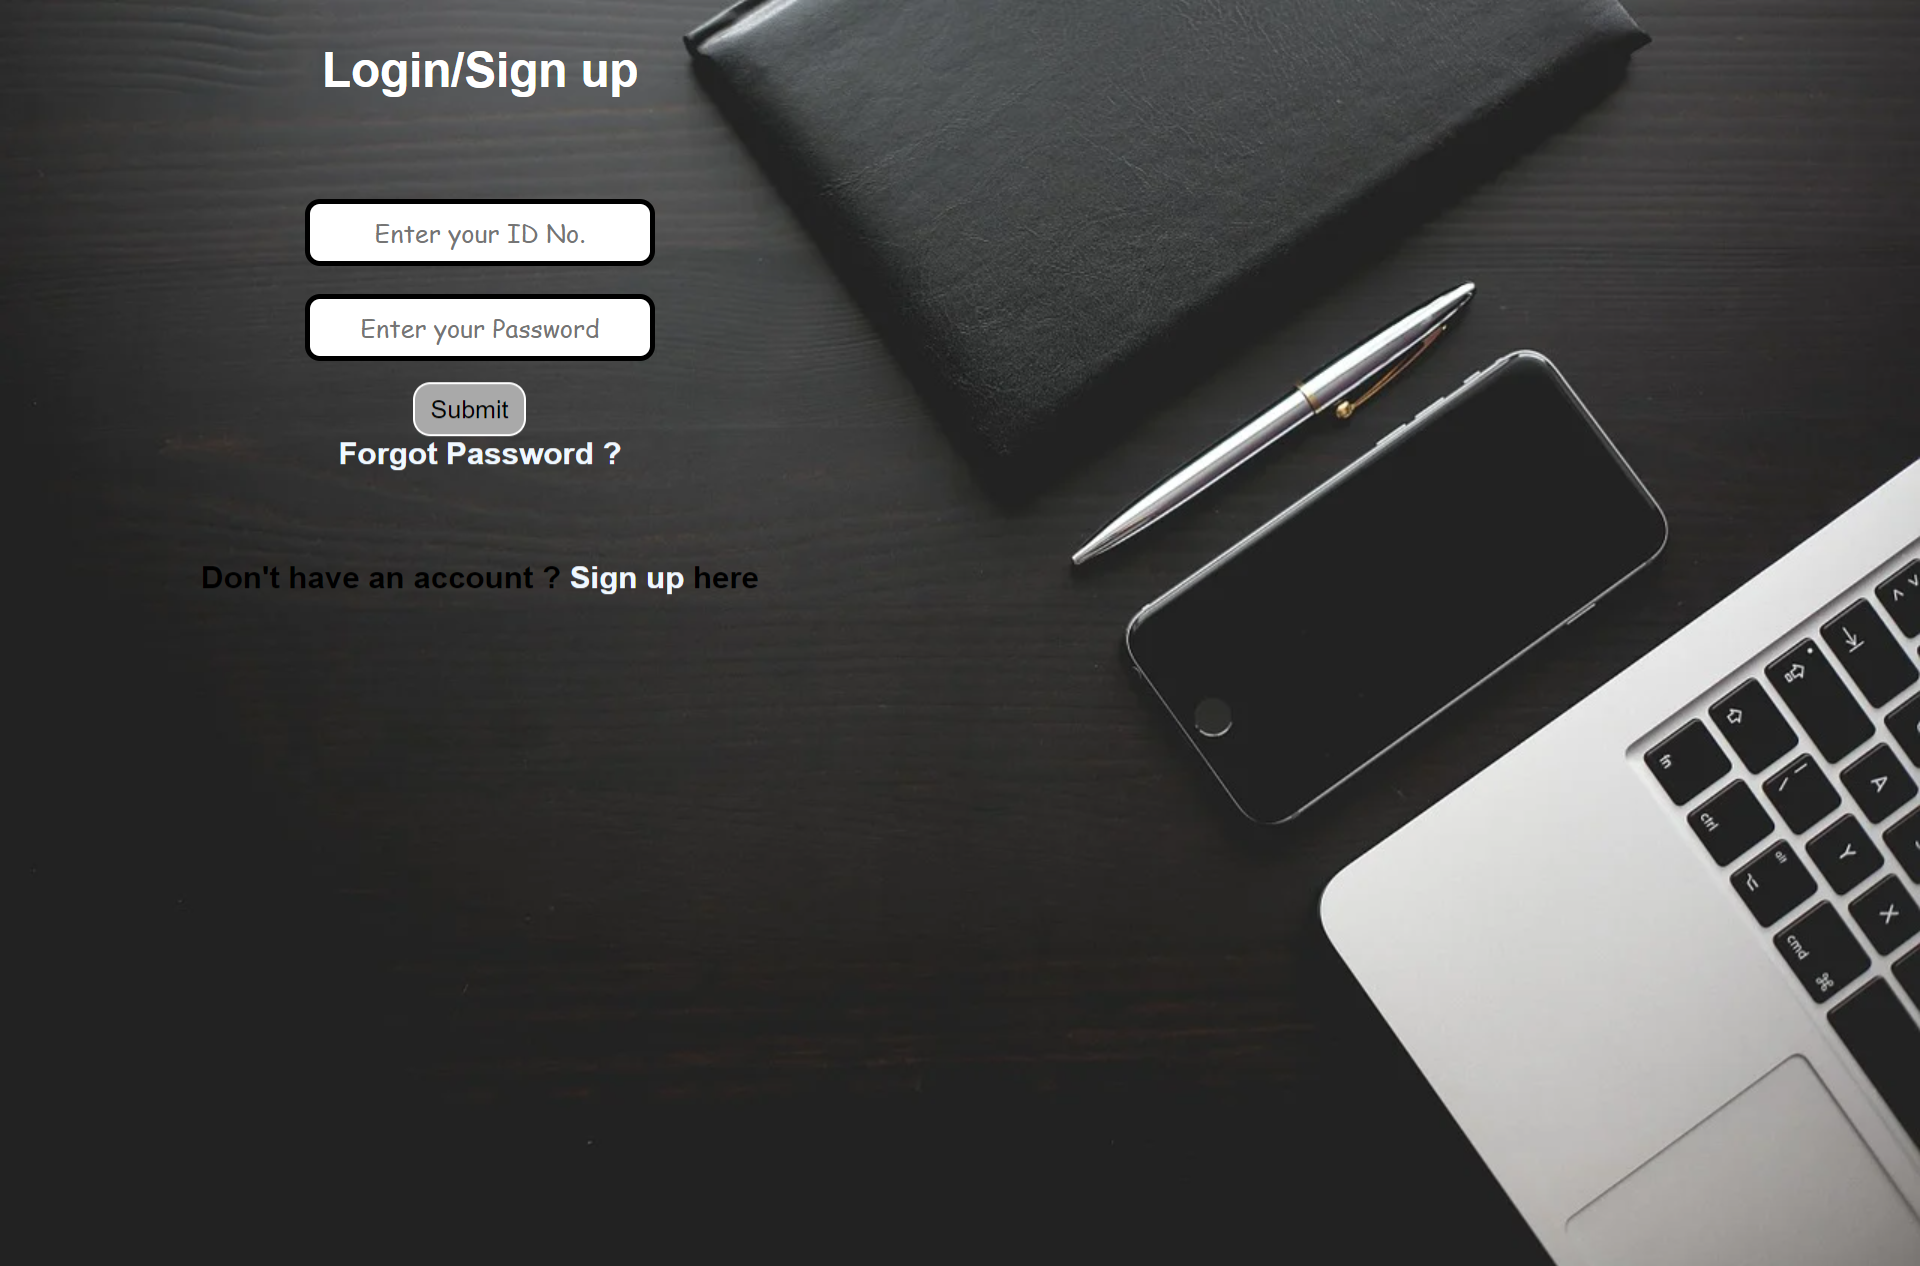 Login/Sign up
Enter your ID No.
Enter your Password
Submit
Forgot Password ?
Don't have an account ? Sign up here
fn
ctrl
alt
cmd
⌘
A
Y
X